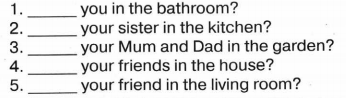 1. ______ you in the bathroom?
2. ______ your sister in the kitchen?
3. ______ your Mum and Dad in the garden?
4. ______ your friends in the house?
5. ______ your friend in the living room?